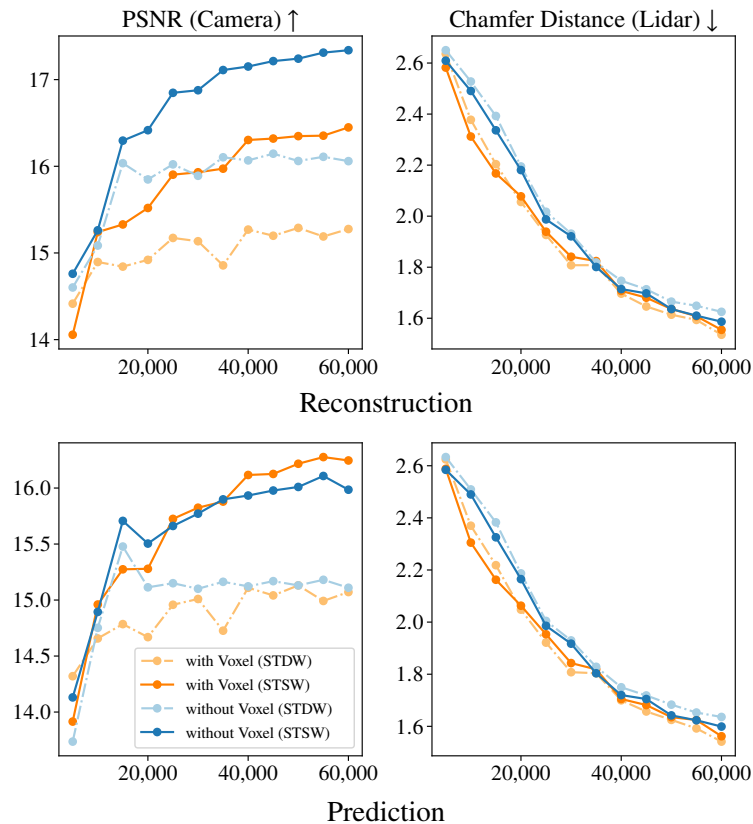 PSNR (Camera) ↑
Chamfer Distance (Lidar) ↓
17
16
15
14
20,000 40,000 60,000
2.6
2.4
2.2
2.0
1.8
1.6
20,000 40,000 60,000
Reconstruction
16.0
15.5
15.0
14.5
14.0
with Voxel (STDW)
with Voxel (STSW)
without Voxel (STDW)
without Voxel (STSW)
20,000 40,000 60,000
2.6
2.4
2.2
2.0
1.8
1.6
20,000 40,000 60,000
Prediction